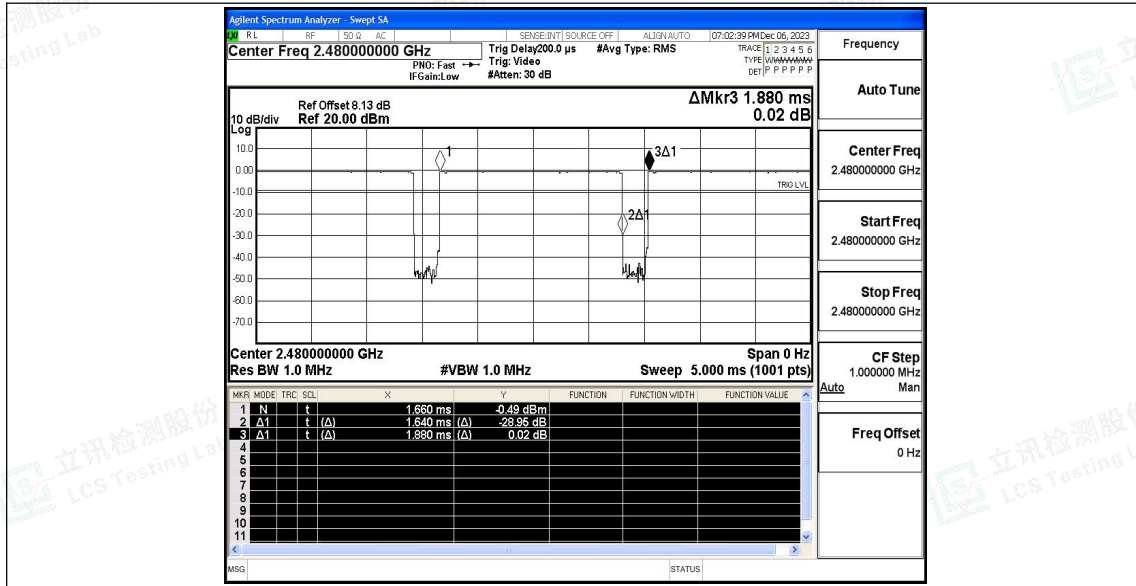 Agilent Spectrum Analyzer - Swept SA
LXI RL RF 50 Ω AC SENSE:INT SOURCE OFF ALIGN AUTO 07:02:39 PM Dec 06, 2023
Center Freq 2.480000000 GHz
PNO: Fast
IFGain:Low
Trig Delay200.0 µs
Trig: Video
#Atten: 30 dB
#Avg Type: RMS
TRACE 1 2 3 4 5 6
TYPE WWWWWW
DET P P P P P P
Ref Offset 8.13 dB
Ref 20.00 dBm
10 dB/div
Log
ΔMkr3 1.880 ms
0.02 dB
10.0
0.00
-10.0
-20.0
-30.0
-40.0
-50.0
-60.0
-70.0
1
3Δ1
TRIG LVL
2Δ1
Center 2.480000000 GHz
Span 0 Hz
Res BW 1.0 MHz
#VBW 1.0 MHz
Sweep 5.000 ms (1001 pts)
MKR MODE TRC SCL X Y FUNCTION FUNCTION WIDTH FUNCTION VALUE
1 N t 1.660 ms -0.49 dBm
2 Δ1 t (Δ) 1.640 ms (Δ) -28.95 dB
3 Δ1 t (Δ) 1.880 ms (Δ) 0.02 dB
4
5
6
7
8
9
10
11
MSG
STATUS
Frequency
Auto Tune
Center Freq
2.480000000 GHz
Start Freq
2.480000000 GHz
Stop Freq
2.480000000 GHz
CF Step
1.000000 MHz
Auto Man
Freq Offset
0 Hz
立讯检测股份
LCS Testing Lab